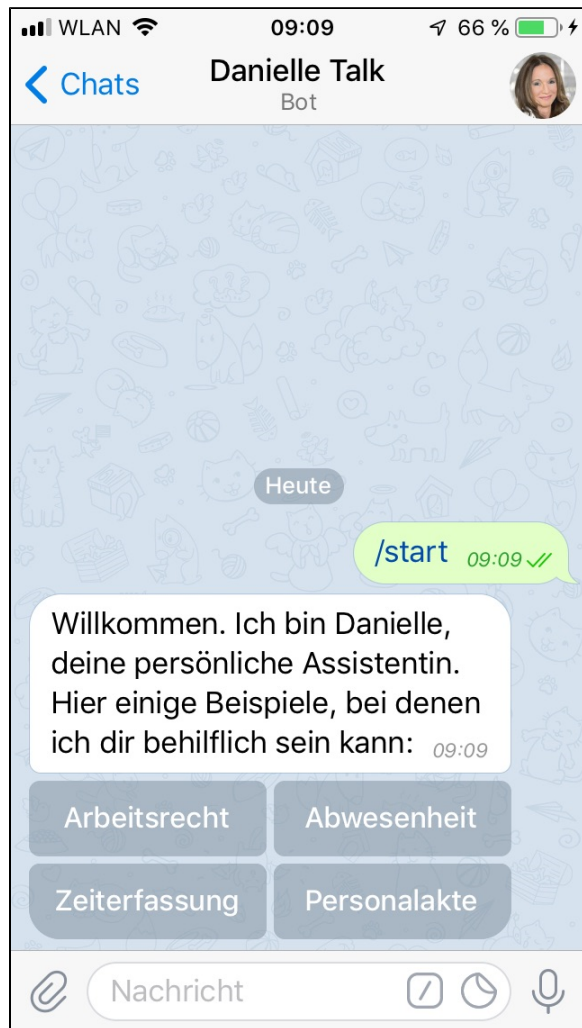 WLAN 09:09 66 %
Chats Danielle Talk
Bot
Heute
/start 09:09
Willkommen. Ich bin Danielle,
deine persönliche Assistentin.
Hier einige Beispiele, bei denen
ich dir behilflich sein kann: 09:09
Arbeitsrecht Abwesenheit
Zeiterfassung Personalakte
Nachricht